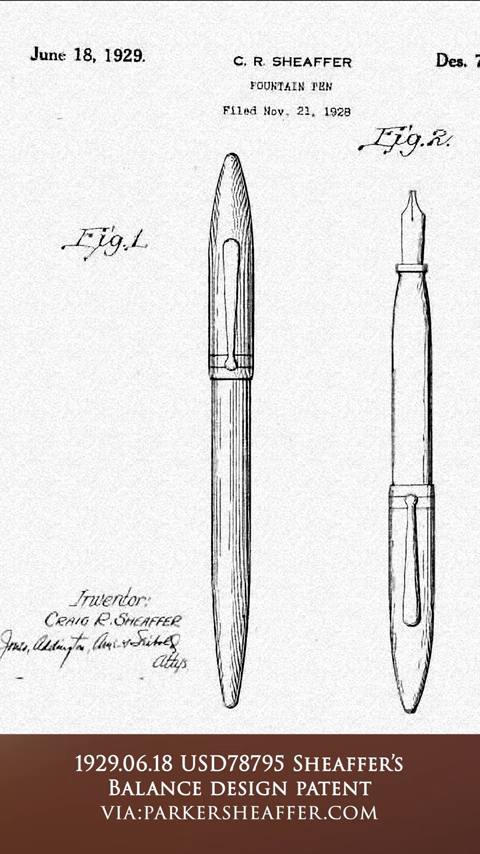 June 18, 1929.
C. R. SHEAFFER
Des. 7
FOUNTAIN PEN
Filed Nov. 21, 1928
Fig.2.
Fig.1.
Inventor:
CRAIG R. SHEAFFER
Attys
1929.06.18 USD78795 SHEAFFER'S
BALANCE DESIGN PATENT
VIA:PARKERSHEAFFER.COM